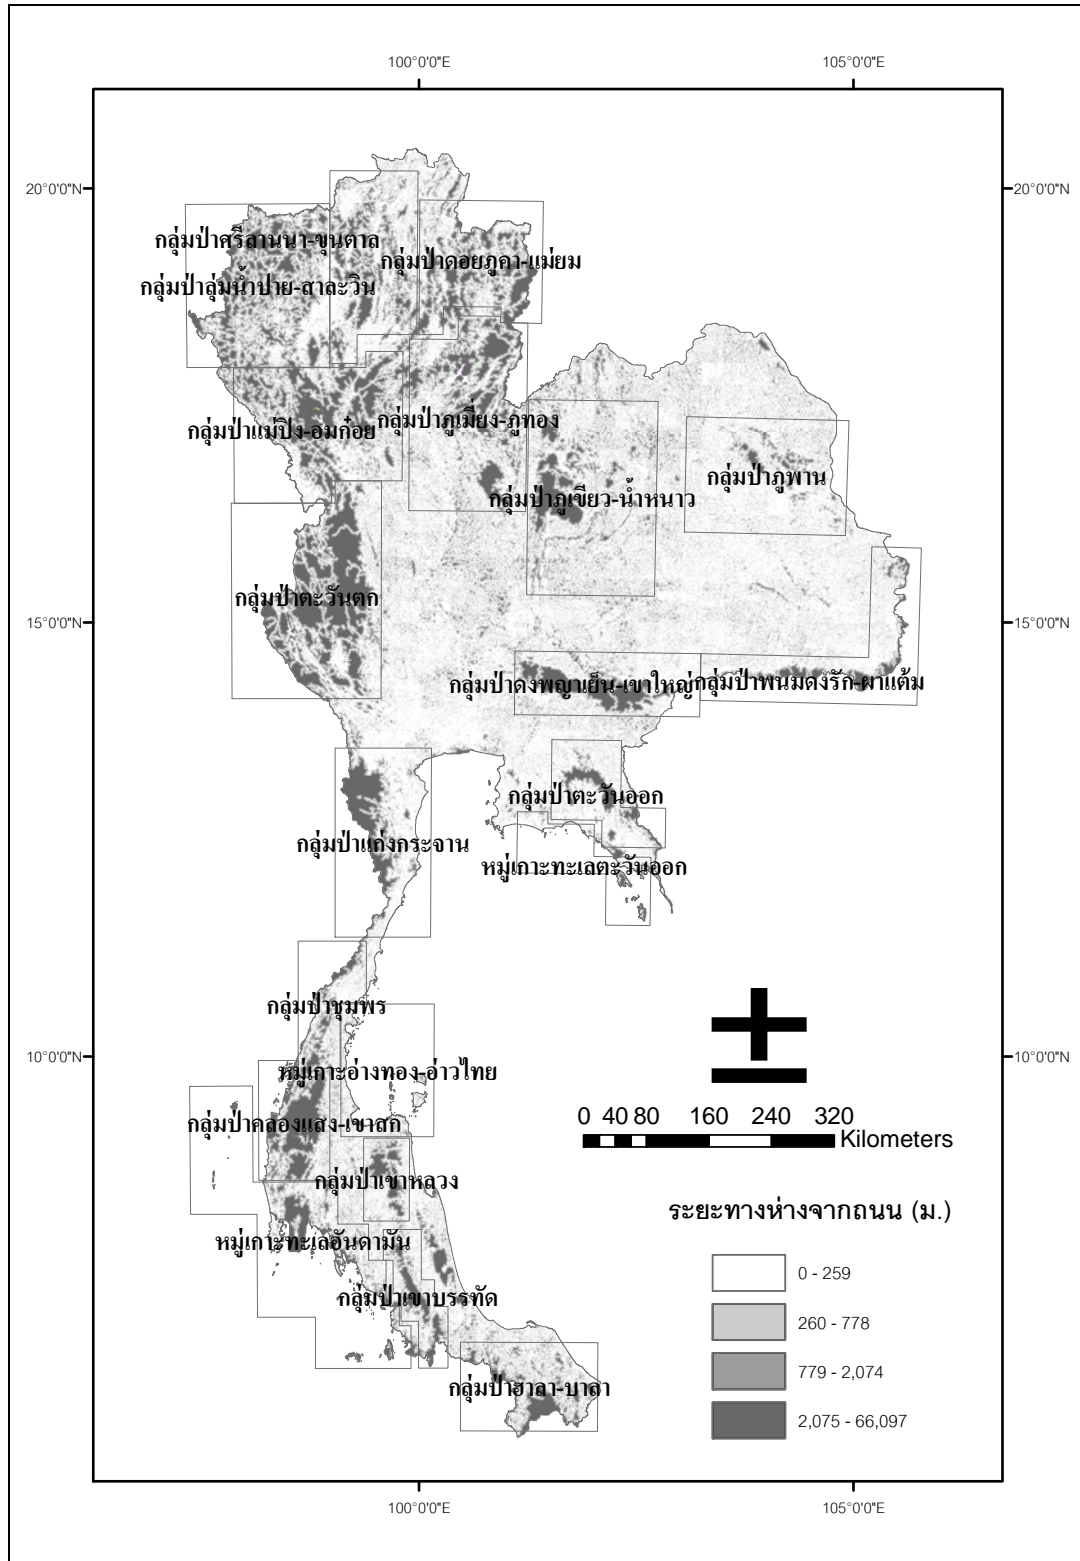 100°0'0"E
105°0'0"E
20°0'0"N
20°0'0"N
กลุ่มป่าศรีลานนา-ขุนตาล
กลุ่มป่าดอยภูคา-แม่ยม
กลุ่มป่าลุ่มน้ำปาย-สาละวิน
กลุ่มป่าแม่ปิง-อมก๋อย
กลุ่มป่าภูเมี่ยง-ภูทอง
กลุ่มป่าภูพาน
กลุ่มป่าภูเขียว-น้ำหนาว
กลุ่มป่าตะวันตก
15°0'0"N
15°0'0"N
กลุ่มป่าดงพญาเย็น-เขาใหญ่
กลุ่มป่าพนมดงรัก-ผาแต้ม
กลุ่มป่าตะวันออก
กลุ่มป่าแก่งกระจาน
หมู่เกาะทะเลตะวันออก
กลุ่มป่าชุมพร
10°0'0"N
10°0'0"N
หมู่เกาะอ่างทอง-อ่าวไทย
กลุ่มป่าคลองแสง-เขาสก
กลุ่มป่าเขาหลวง
หมู่เกาะทะเลอันดามัน
กลุ่มป่าเขาบรรทัด
กลุ่มป่าฮาลา-บาลา
0 40 80 160 240 320
Kilometers
ระยะทางห่างจากถนน (ม.)
0 - 259
260 - 778
779 - 2,074
2,075 - 66,097
100°0'0"E
105°0'0"E